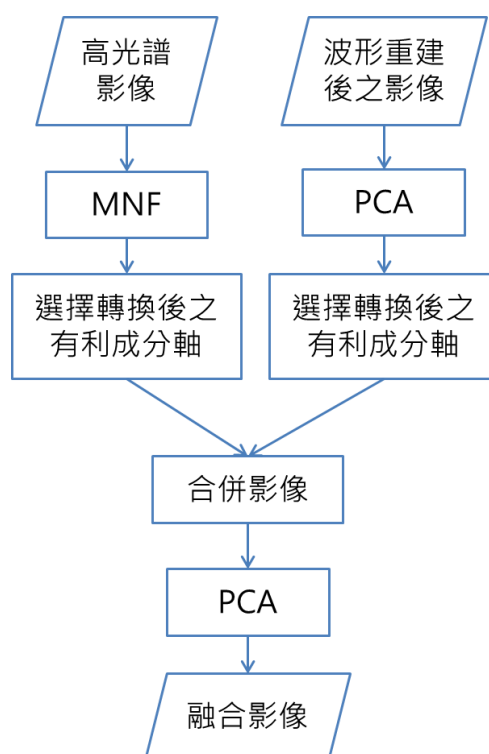 高光譜
影像
波形重建
後之影像
MNF
PCA
選擇轉換後之
有利成分軸
選擇轉換後之
有利成分軸
合併影像
PCA
融合影像